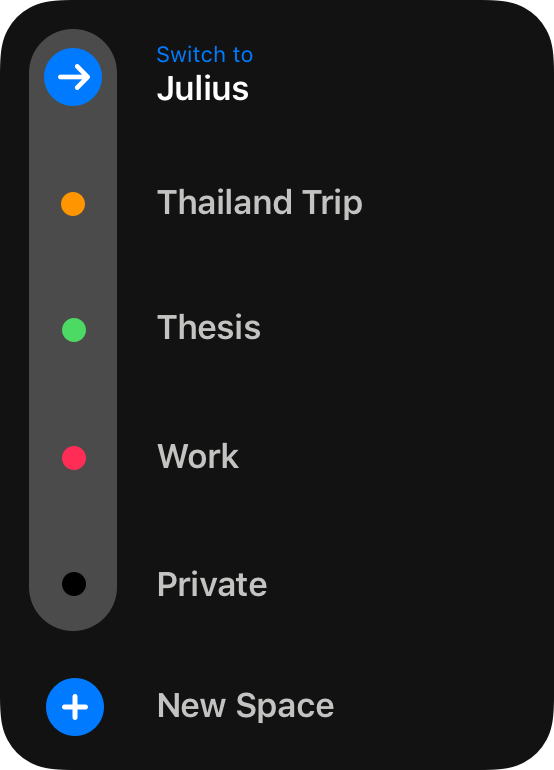 Switch to
Julius
Thailand Trip
Thesis
Work
Private
New Space